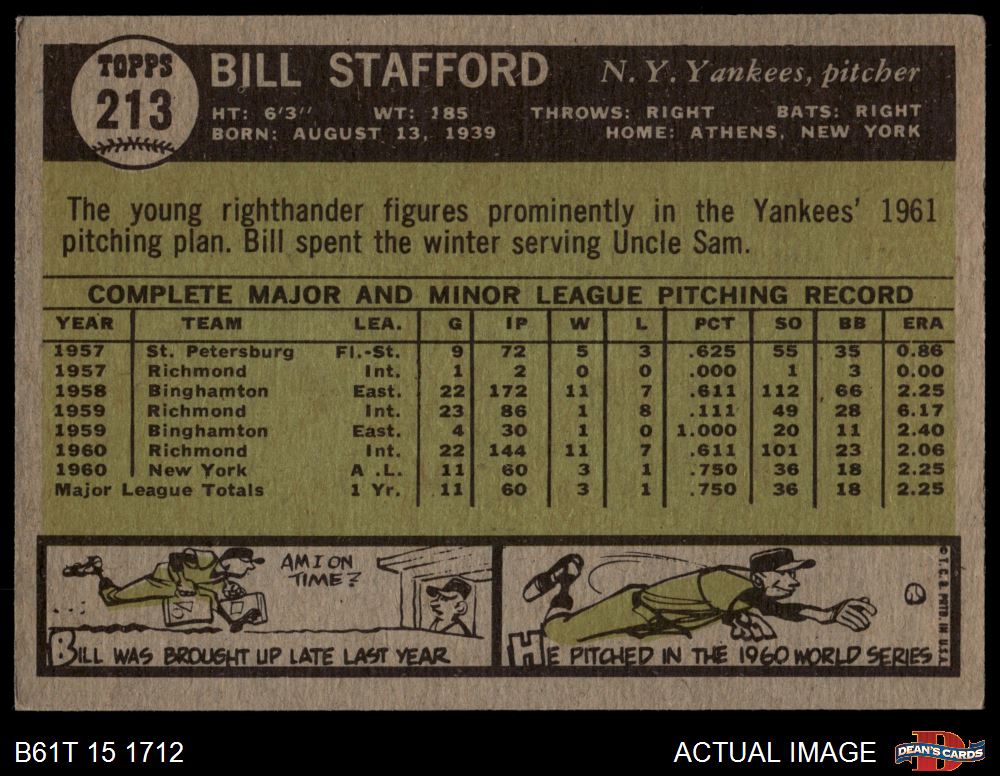 TOPPS
213
BILL STAFFORD N. Y. Yankees, pitcher
HT: 6'3" WT: 185 THROWS: RIGHT BATS: RIGHT
BORN: AUGUST 13, 1939 HOME: ATHENS, NEW YORK
The young righthander figures prominently in the Yankees' 1961
pitching plan. Bill spent the winter serving Uncle Sam.
COMPLETE MAJOR AND MINOR LEAGUE PITCHING RECORD
YEAR TEAM LEA. G IP W L PCT SO BB ERA
1957 St. Petersburg Fl.-St. 9 72 5 3 .625 55 35 0.86
1957 Richmond Int. 1 2 0 0 .000 1 3 0.00
1958 Binghamton East. 22 172 11 7 .611 112 66 2.25
1959 Richmond Int. 23 86 1 8 .111 49 28 6.17
1959 Binghamton East. 4 30 1 0 1.000 20 11 2.40
1960 Richmond Int. 22 144 11 7 .611 101 23 2.06
1960 New York A .L. 11 60 3 1 .750 36 18 2.25
Major League Totals 1 Yr. 11 60 3 1 .750 36 18 2.25
AM I ON
TIME?
BILL WAS BROUGHT UP LATE LAST YEAR
HE PITCHED IN THE 1960 WORLD SERIES
© T.C.G. PRTD. IN U.S.A.
B61T 15 1712
ACTUAL IMAGE
D
DEAN'S CARDS